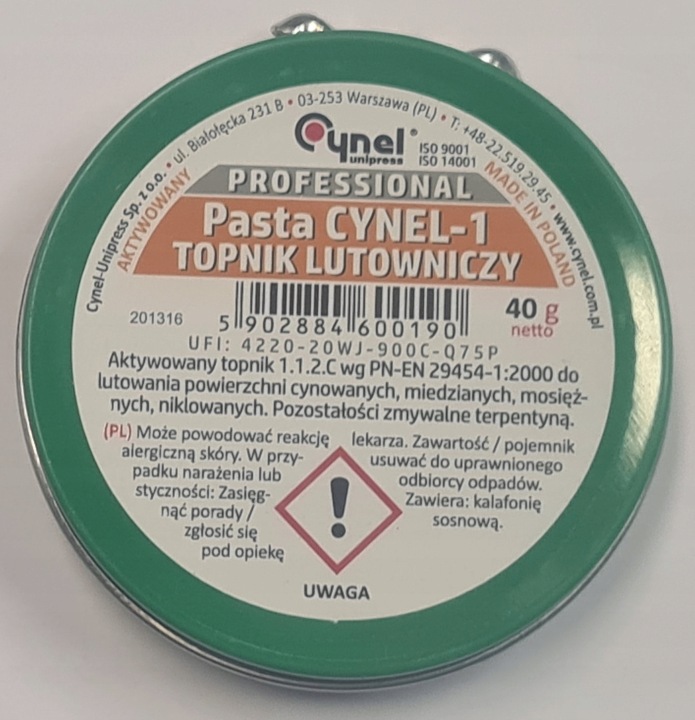 Cynel-Unipress Sp. z o.o. • ul. Białołęcka 231 B • 03-253 Warszawa (PL) • T: +48-22.519.29.45 • www.cynel.com.pl
Cynel®
unipress
ISO 9001
ISO 14001
AKTYWOWANY
MADE IN POLAND
PROFESSIONAL
Pasta CYNEL-1
TOPNIK LUTOWNICZY
201316
5 902884 600190
40 g
netto
UFI: 4220-20WJ-900C-Q75P
Aktywowany topnik 1.1.2.C wg PN-EN 29454-1:2000 do
lutowania powierzchni cynowanych, miedzianych, mosięż-
nych, niklowanych. Pozostałości zmywalne terpentyną.
(PL) Może powodować reakcję
alergiczną skóry. W przy-
padku narażenia lub
styczności: Zasięg-
nąć porady /
zgłosić się
pod opiekę
lekarza. Zawartość / pojemnik
usuwać do uprawnionego
odbiorcy odpadów.
Zawiera: kalafonię
sosnową.
UWAGA